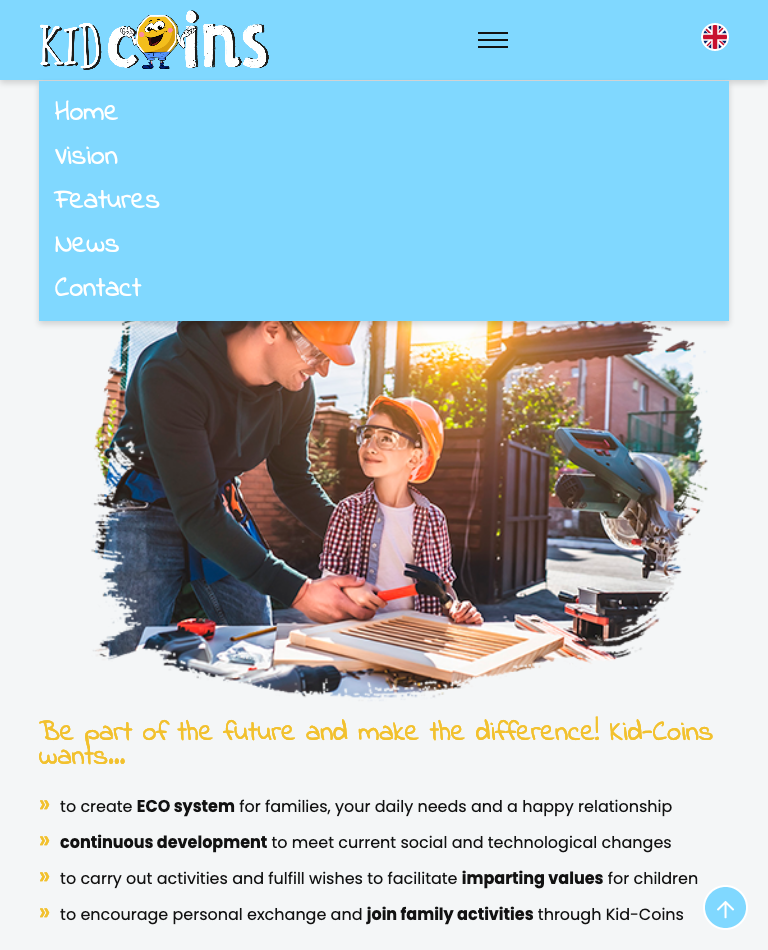 KID Coins
Home
Vision
Features
News
Contact
Be part of the future and make the difference! Kid-Coins
wants...
» to create ECO system for families, your daily needs and a happy relationship
» continuous development to meet current social and technological changes
» to carry out activities and fulfill wishes to facilitate imparting values for children
» to encourage personal exchange and join family activities through Kid-Coins